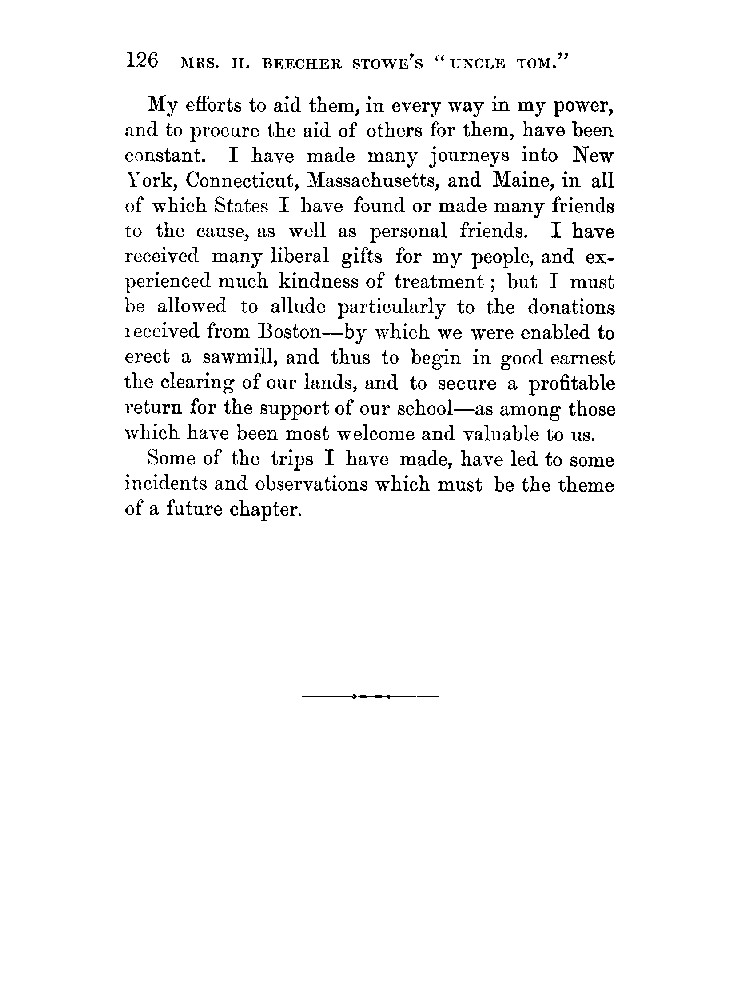 126 MRS. H. BEECHER STOWE'S "UNCLE TOM."
My efforts to aid them, in every way in my power,
and to procure the aid of others for them, have been
constant. I have made many journeys into New
York, Connecticut, Massachusetts, and Maine, in all
of which States I have found or made many friends
to the cause, as well as personal friends. I have
received many liberal gifts for my people, and ex-
perienced much kindness of treatment; but I must
be allowed to allude particularly to the donations
received from Boston—by which we were enabled to
erect a sawmill, and thus to begin in good earnest
the clearing of our lands, and to secure a profitable
return for the support of our school—as among those
which have been most welcome and valuable to us.
Some of the trips I have made, have led to some
incidents and observations which must be the theme
of a future chapter.